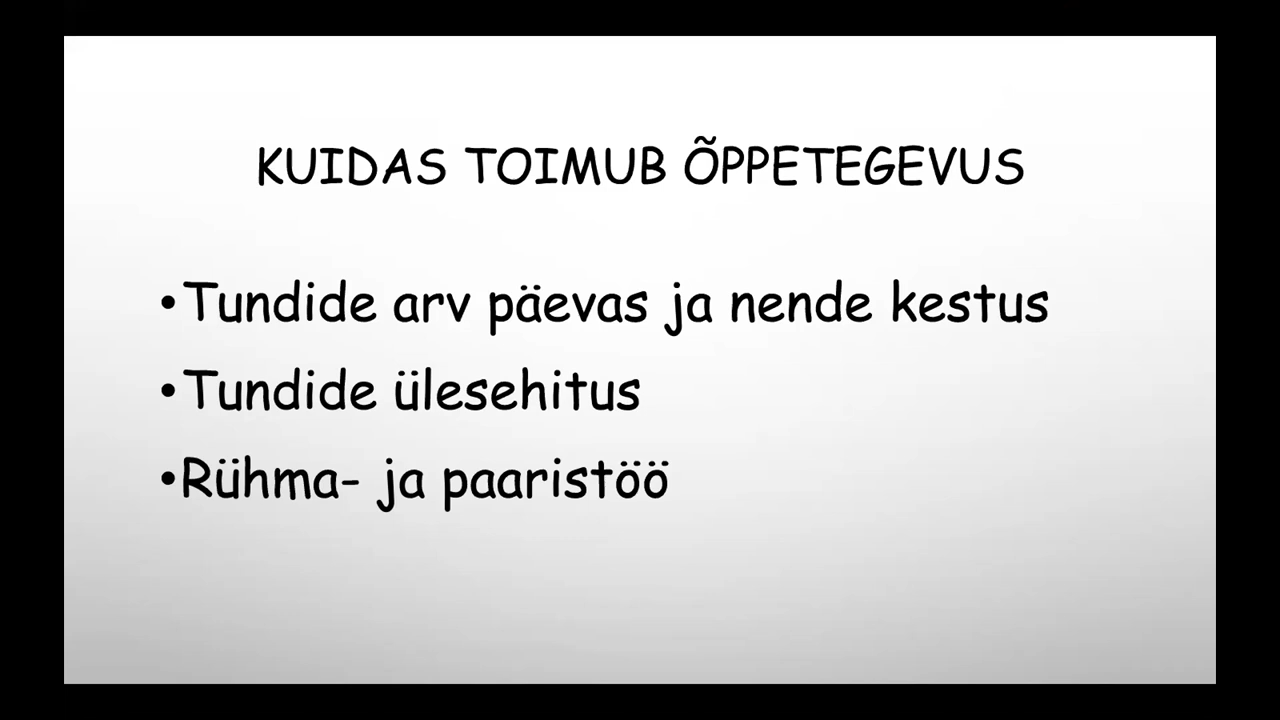 KUIDAS TOIMUB ÕPPETEGEVUS
•Tundide arv päevas ja nende kestus
•Tundide ülesehitus
•Rühma- ja paaristöö